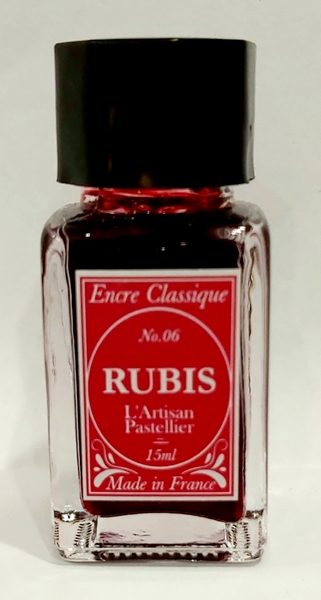 Encre Classique
No.06
RUBIS
L'Artisan
Pastellier
15ml
Made in France